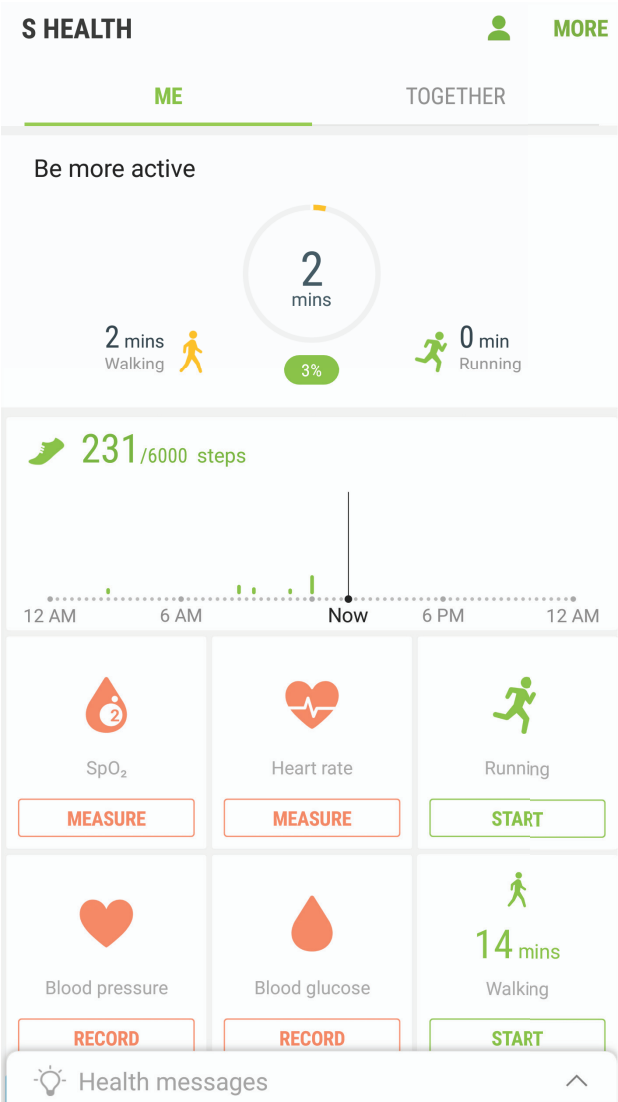 S HEALTH MORE
ME TOGETHER
Be more active
2
mins
2 mins
Walking
0 min
Running
3%
231/6000 steps
12 AM 6 AM Now 6 PM 12 AM
2
SpO₂ Heart rate Running
MEASURE MEASURE START
14 mins
Blood pressure Blood glucose Walking
RECORD RECORD START
Health messages